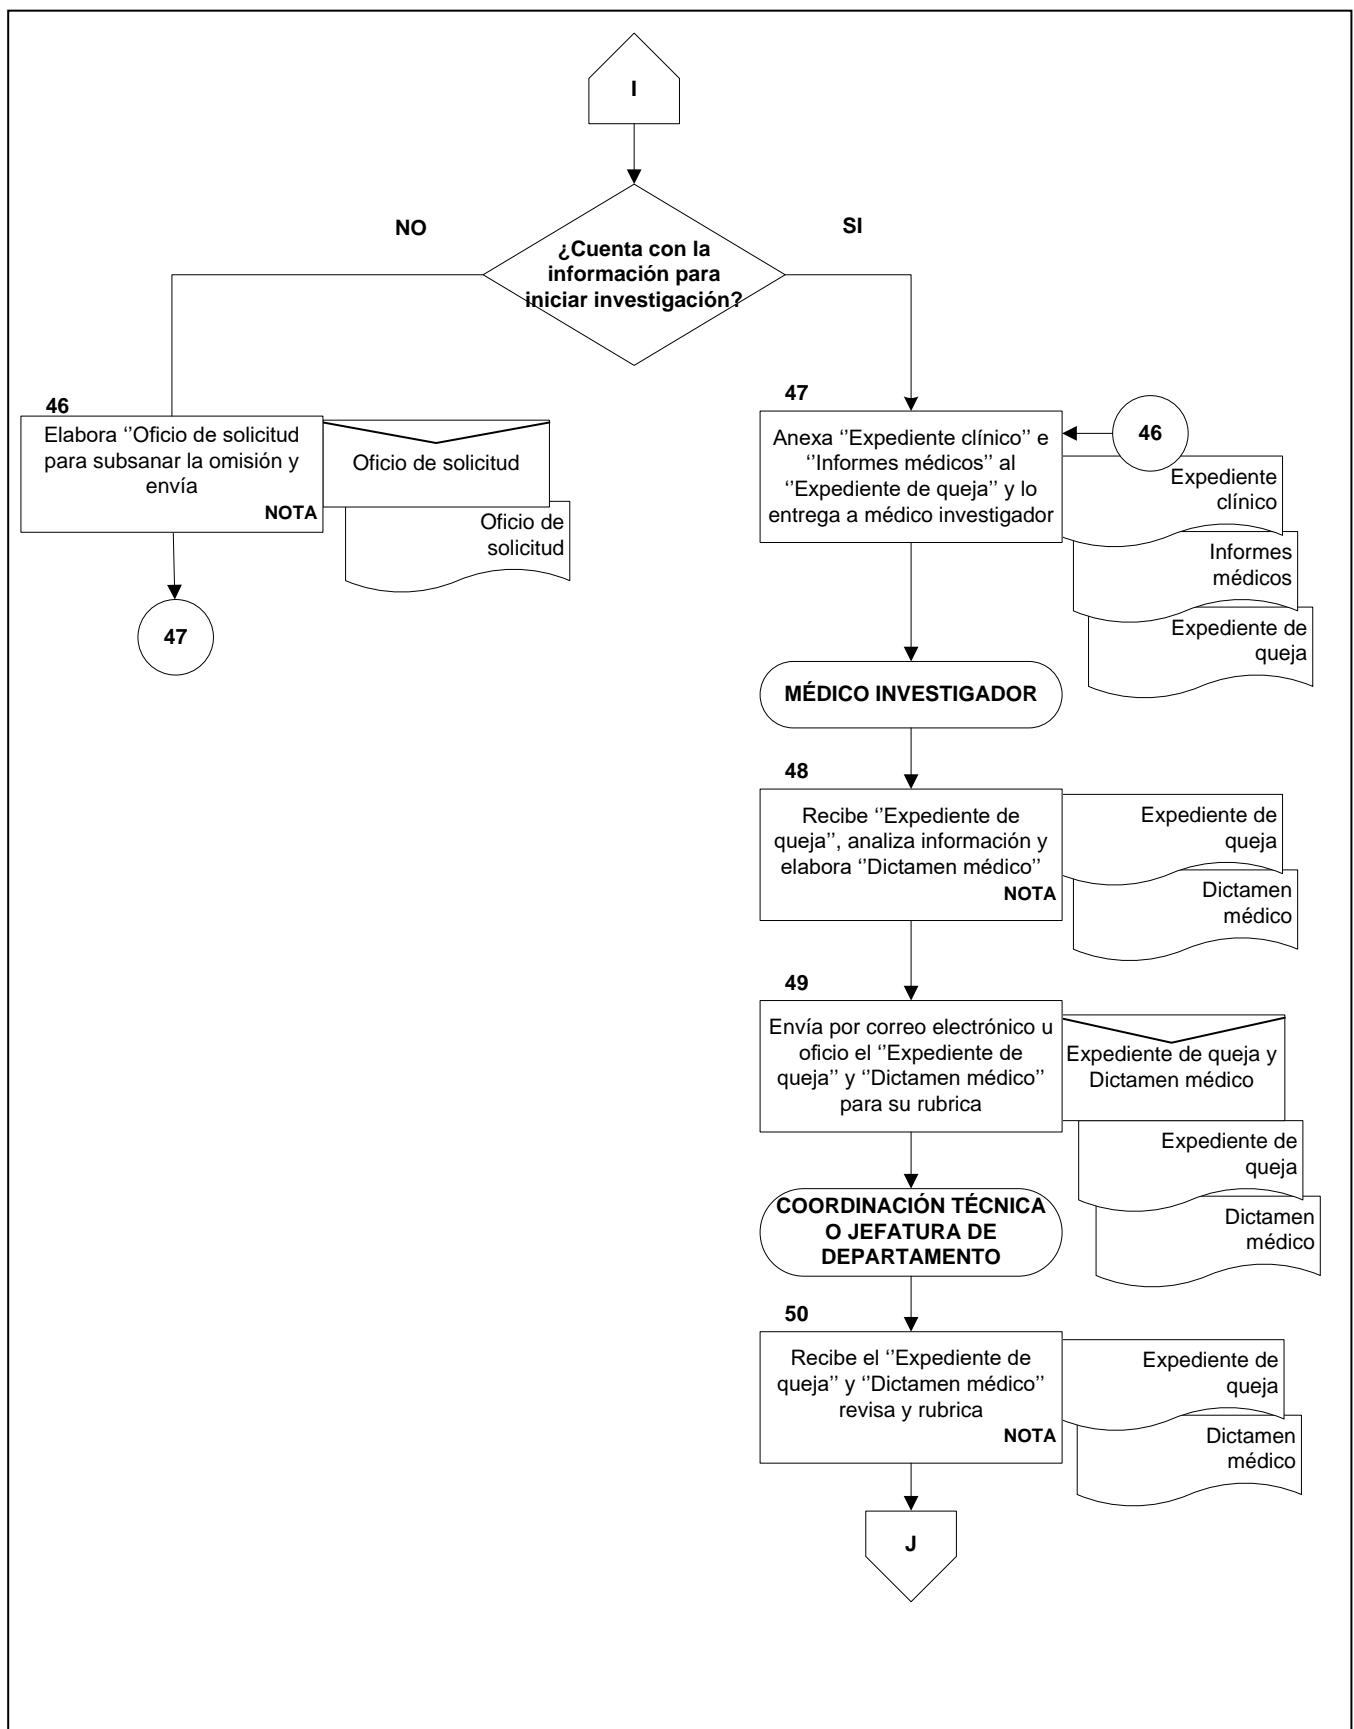 I
NO
SI
¿Cuenta con la
información para
iniciar investigación?
46
Elabora ‘’Oficio de solicitud
para subsanar la omisión y
envía
NOTA
Oficio de solicitud
Oficio de
solicitud
47
47
Anexa ‘’Expediente clínico’’ e
‘’Informes médicos’’ al
‘’Expediente de queja’’ y lo
entrega a médico investigador
46
Expediente
clínico
Informes
médicos
Expediente de
queja
MÉDICO INVESTIGADOR
48
Recibe ‘’Expediente de
queja’’, analiza información y
elabora ‘’Dictamen médico’’
NOTA
Expediente de
queja
Dictamen
médico
49
Envía por correo electrónico u
oficio el ‘’Expediente de
queja’’ y ‘’Dictamen médico’’
para su rubrica
Expediente de queja y
Dictamen médico
Expediente de
queja
Dictamen
médico
COORDINACIÓN TÉCNICA
O JEFATURA DE
DEPARTAMENTO
50
Recibe el ‘’Expediente de
queja’’ y ‘’Dictamen médico’’
revisa y rubrica
NOTA
Expediente de
queja
Dictamen
médico
J